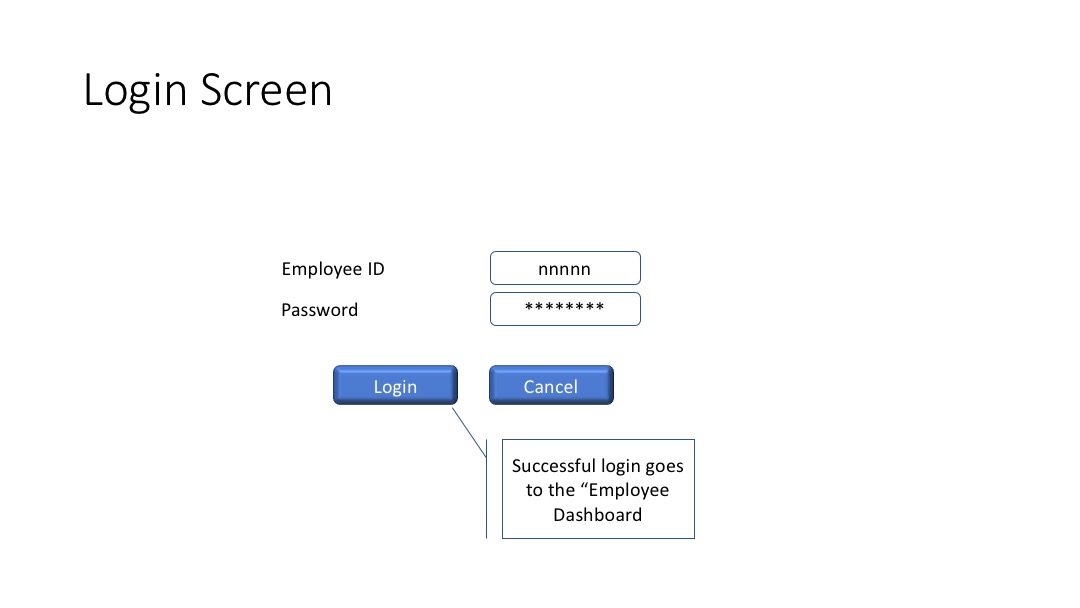 Login Screen
Employee ID
nnnnn
Password
********
Login
Cancel
Successful login goes
to the “Employee
Dashboard